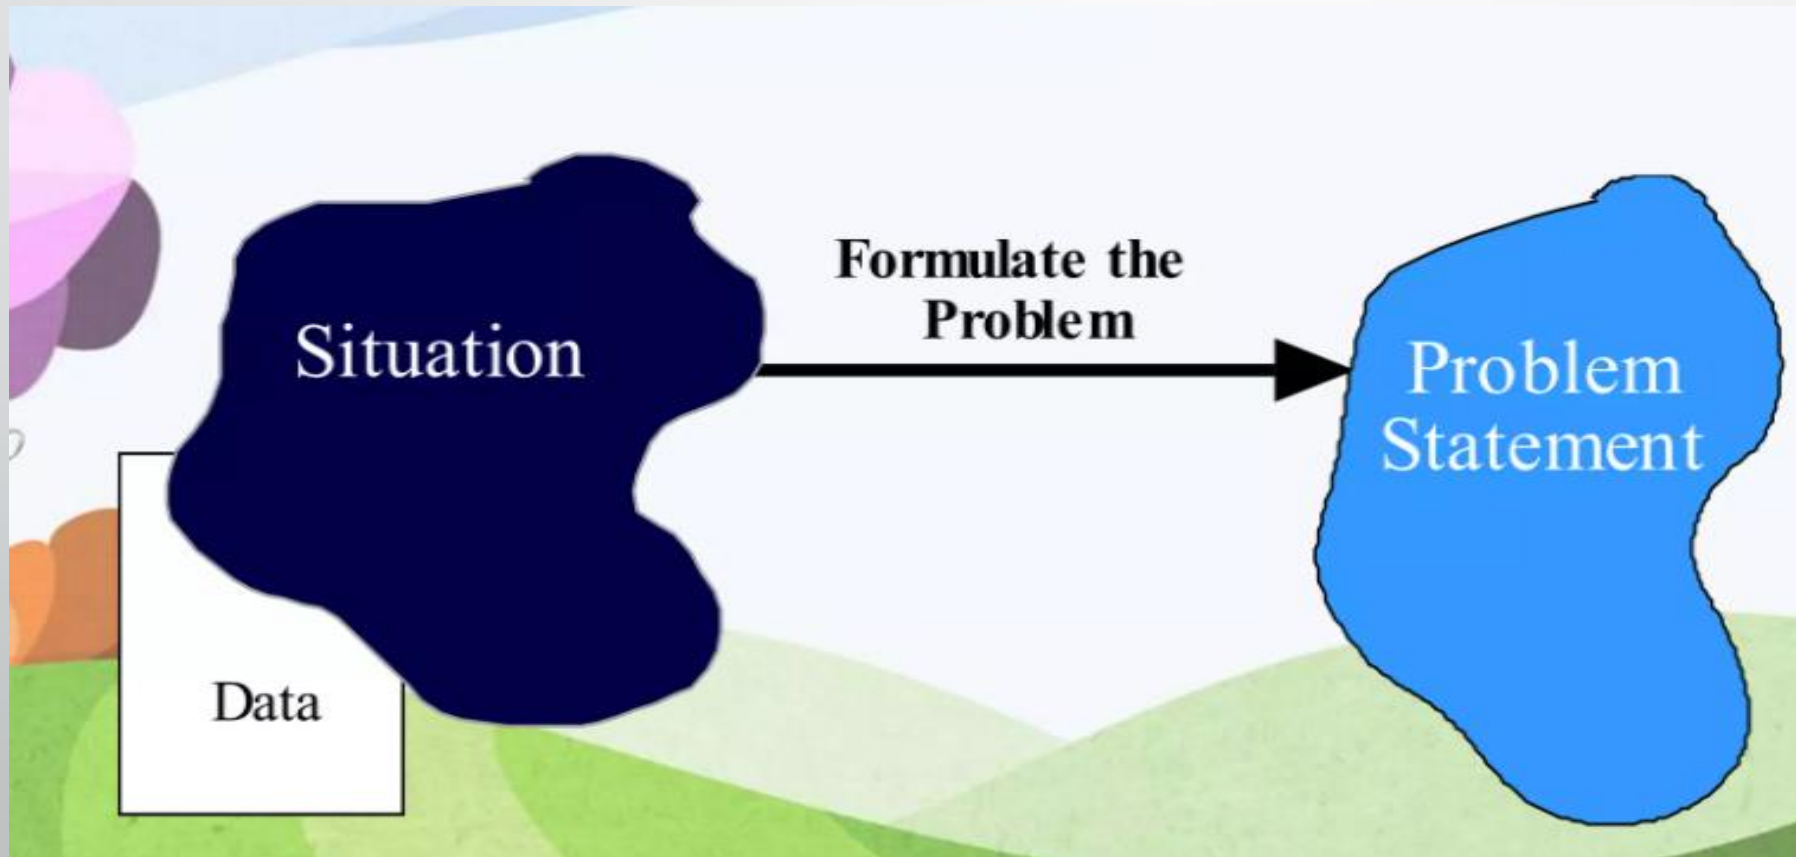 Situation
Formulate the
Problem
Problem
Statement
Data